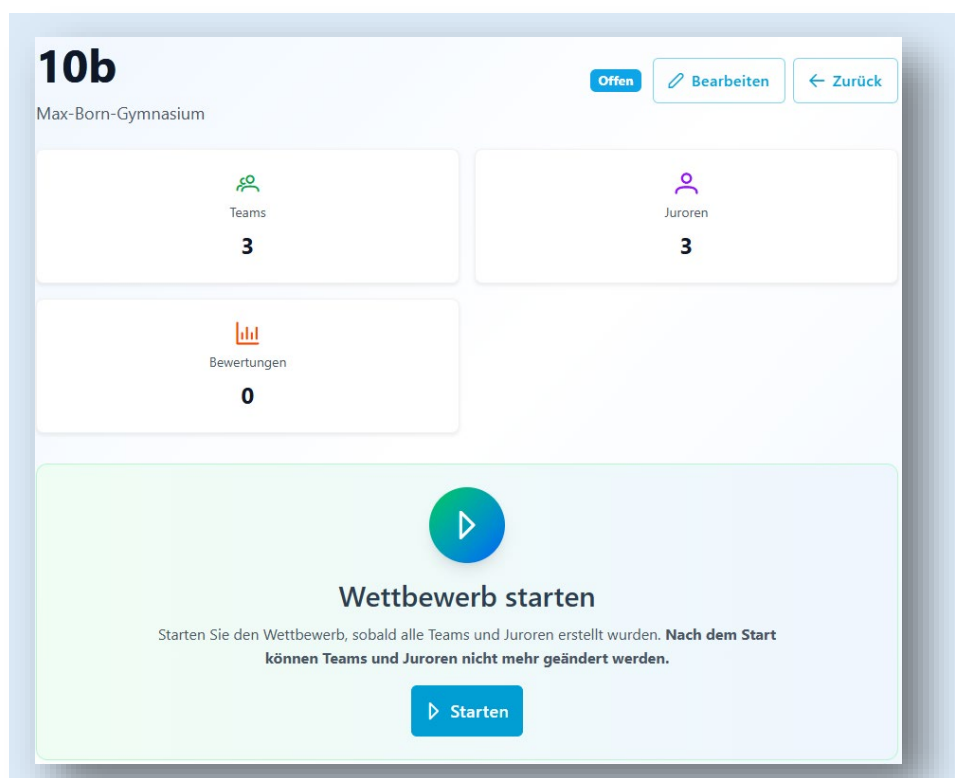 10b
Offen
Bearbeiten
← Zurück
Max-Born-Gymnasium
Teams
3
Juroren
3
Bewertungen
0
Wettbewerb starten
Starten Sie den Wettbewerb, sobald alle Teams und Juroren erstellt wurden. Nach dem Start
können Teams und Juroren nicht mehr geändert werden.
Starten